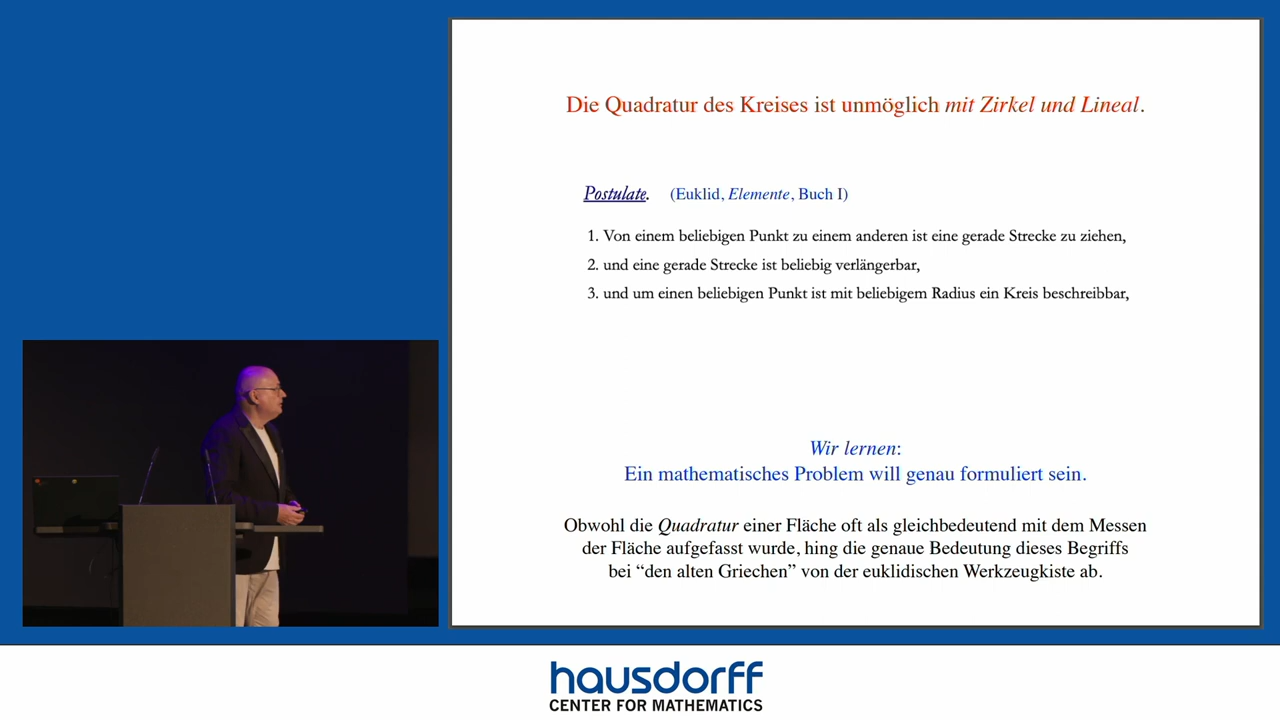 Die Quadratur des Kreises ist unmöglich mit Zirkel und Lineal.
Postulate. (Euklid, Elemente, Buch I)
1. Von einem beliebigen Punkt zu einem anderen ist eine gerade Strecke zu ziehen,
2. und eine gerade Strecke ist beliebig verlängerbar,
3. und um einen beliebigen Punkt ist mit beliebigem Radius ein Kreis beschreibbar,
Wir lernen:
Ein mathematisches Problem will genau formuliert sein.
Obwohl die Quadratur einer Fläche oft als gleichbedeutend mit dem Messen
der Fläche aufgefasst wurde, hing die genaue Bedeutung dieses Begriffs
bei “den alten Griechen” von der euklidischen Werkzeugkiste ab.
hausdorff
CENTER FOR MATHEMATICS